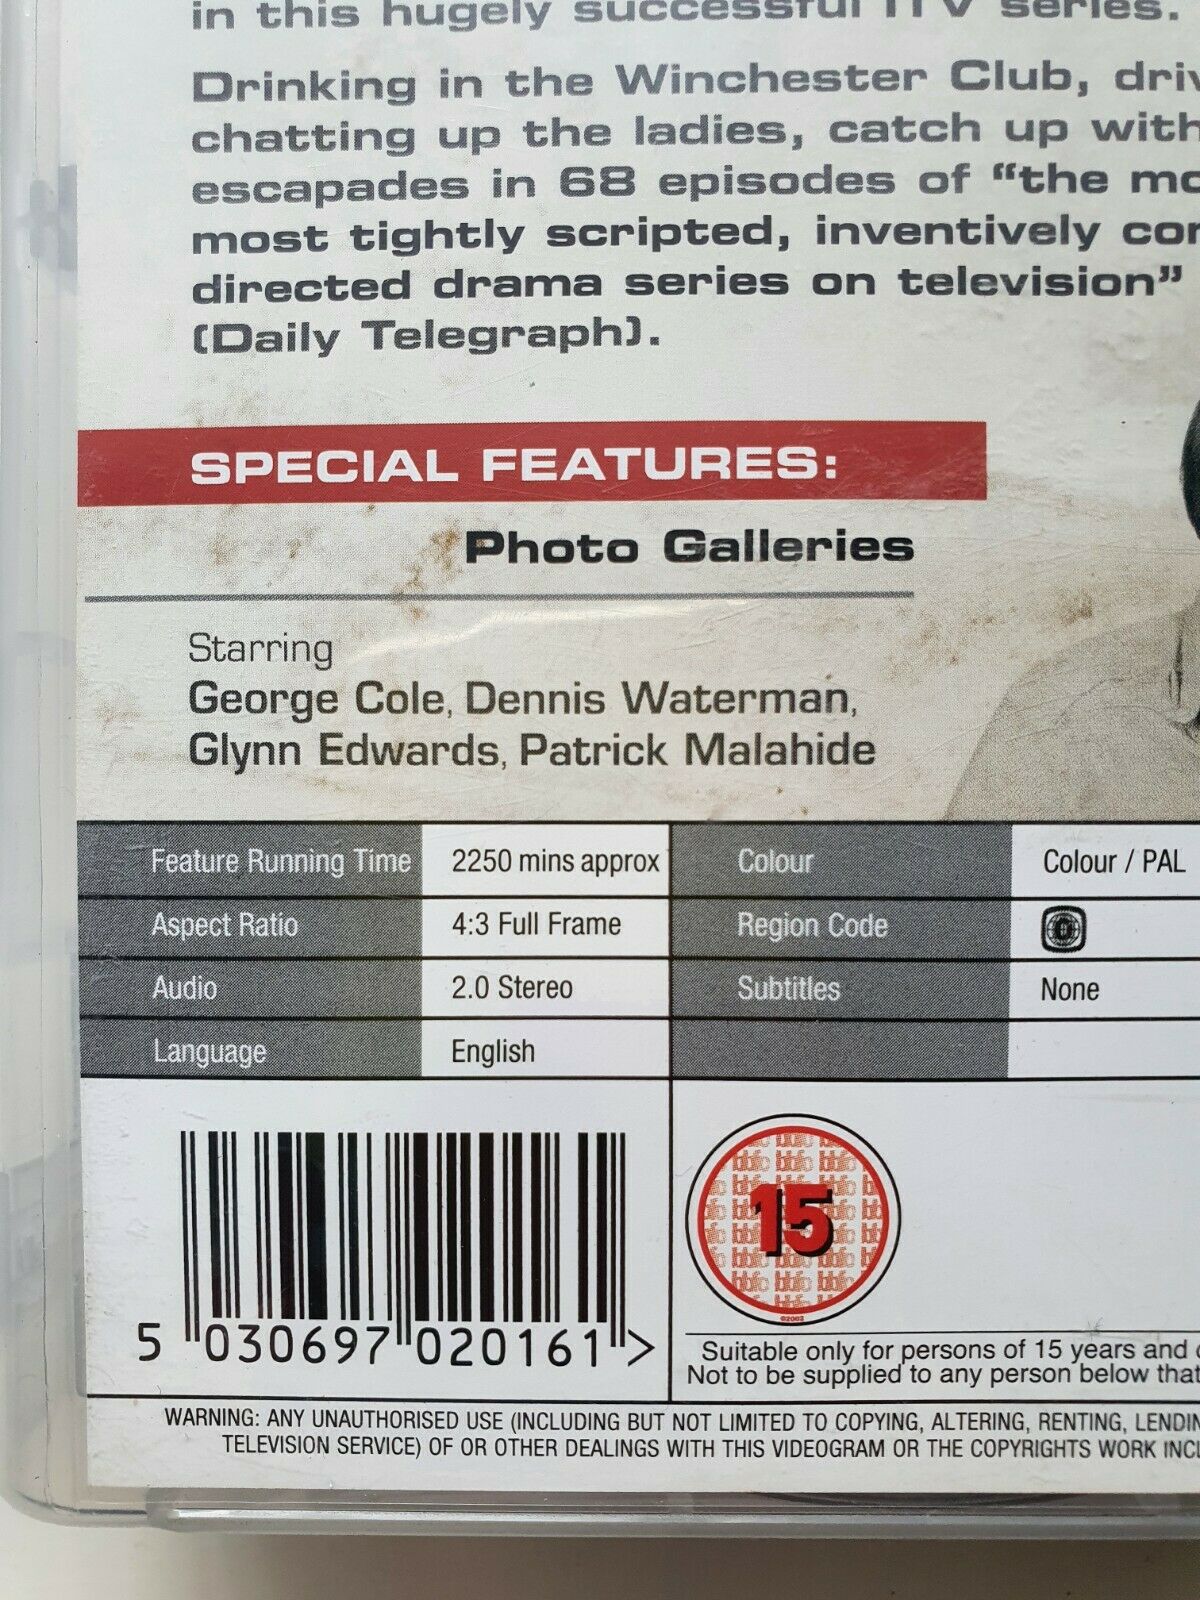 in this hugely successful ITV series.
Drinking in the Winchester Club,
chatting up the ladies, catch up with
escapades in 68 episodes of “the
most tightly scripted, inventively
directed drama series on television”
(Daily Telegraph).
SPECIAL FEATURES:
Photo Galleries
Starring
George Cole, Dennis Waterman,
Glynn Edwards, Patrick Malahide
Feature Running Time 2250 mins approx Colour Colour / PAL
Aspect Ratio 4:3 Full Frame Region Code 0
Audio 2.0 Stereo Subtitles None
Language English
15
©2002
5 030697 020161 >
Suitable only for persons of 15 years and
Not to be supplied to any person below that
WARNING: ANY UNAUTHORISED USE (INCLUDING BUT NOT LIMITED TO COPYING, ALTERING, RENTING,
TELEVISION SERVICE) OF OR OTHER DEALINGS WITH THIS VIDEOGRAM OR THE COPYRIGHTS WORK